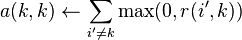 a(k,k) ← ∑_{i'≠k} max(0, r(i',k))